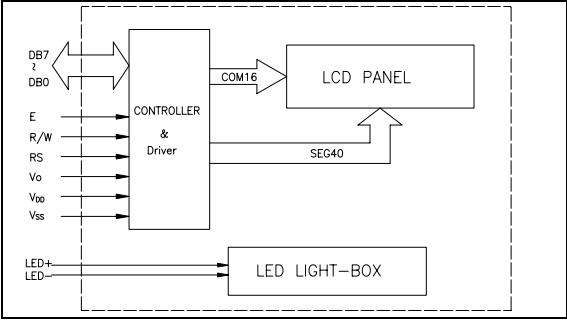 DB7
~
DB0
E
R/W
RS
Vo
VDD
VSS
CONTROLLER
&
Driver
COM16
LCD PANEL
SEG40
LED+
LED-
LED LIGHT-BOX